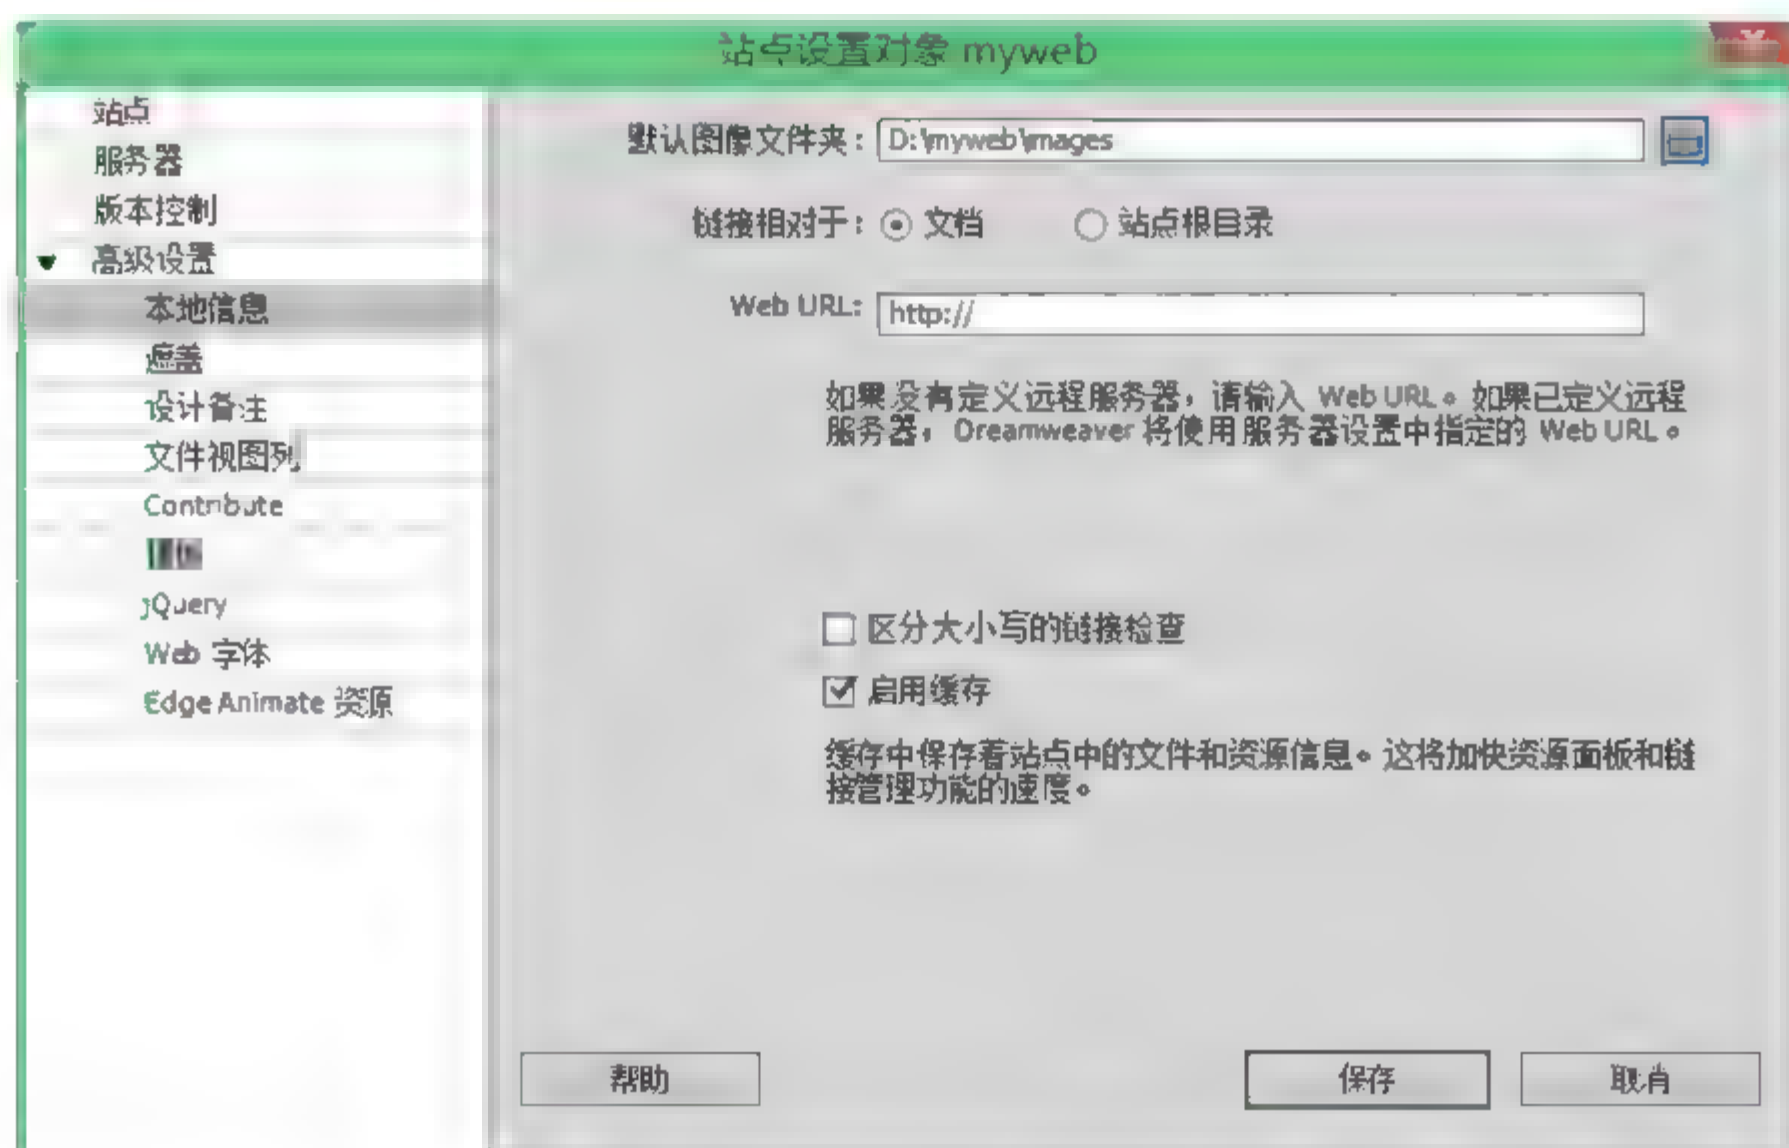 站点设置对象 myweb
站点
服务器
版本控制
高级设置
本地信息
遮盖
设计备注
文件视图列
Contribute
jQuery
Web 字体
Edge Animate 资源
默认图像文件夹: D:\myweb\images
链接相对于: 文档 站点根目录
Web URL: http://
如果没有定义远程服务器，请输入 Web URL。如果已定义远程
服务器，Dreamweaver 将使用服务器设置中指定的 Web URL。
区分大小写的链接检查
启用缓存
缓存中保存着站点中的文件和资源信息。这将加快资源面板和链
接管理功能的速度。
帮助 保存 取消